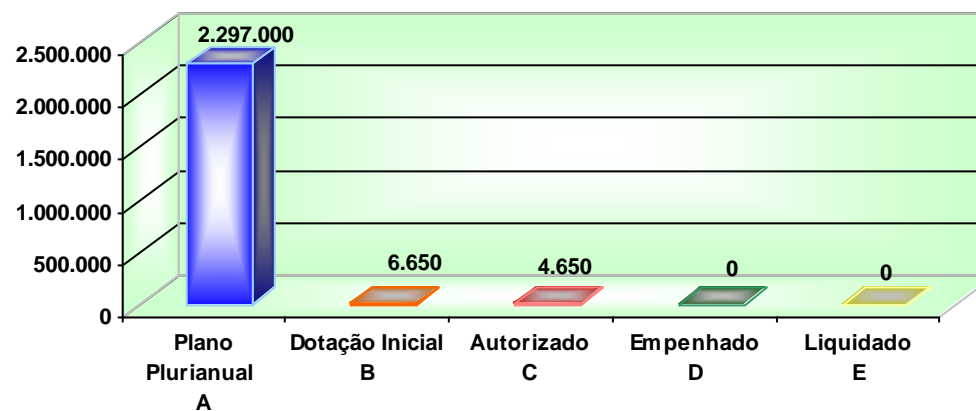 2.297.000
2.500.000
2.000.000
1.500.000
1.000.000
500.000
0
6.650
4.650
0
0
Plano
Plurianual
A
Dotação Inicial
B
Autorizado
C
Empenhado
D
Liquidado
E